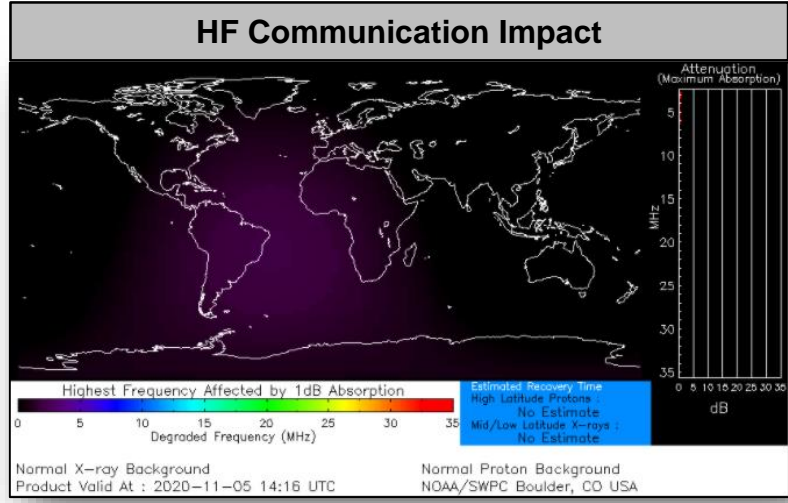 HF Communication Impact
Attenuation
(Maximum Absorption)
5
10
15
20
25
30
35
MHz
0 5 10 15 20 25 30 35
dB
Highest Frequency Affected by 1dB Absorption
0 5 10 15 20 25 30 35
Degraded Frequency (MHz)
Estimated Recovery Time
High Latitude Protons :
No Estimate
Mid/Low Latitude X-rays :
No Estimate
Normal X-ray Background
Normal Proton Background
Product Valid At : 2020-11-05 14:16 UTC
NOAA/SWPC Boulder, CO USA